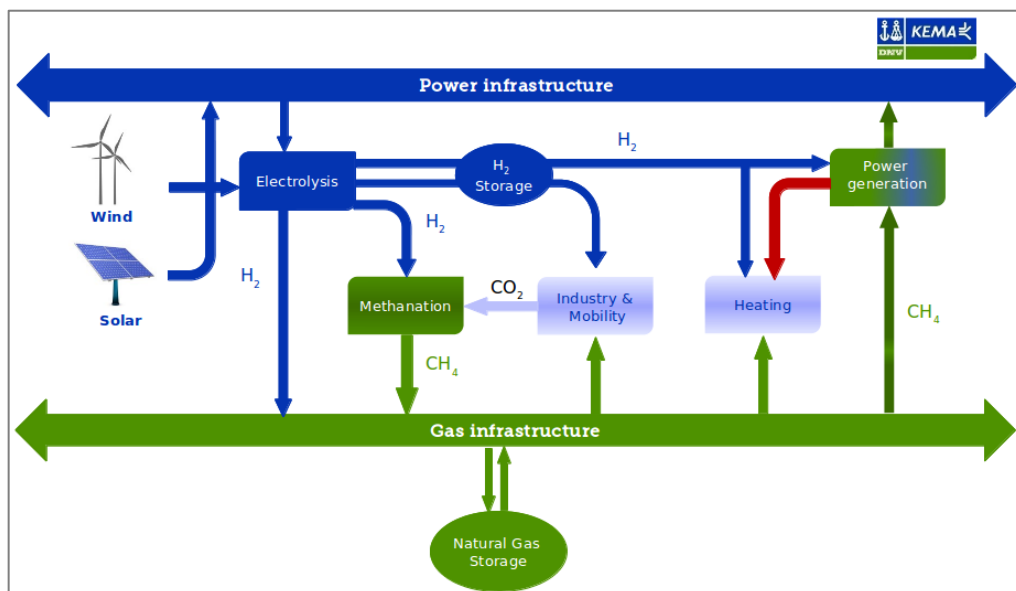 KEMA
DNV
Power infrastructure
Wind
Solar
Electrolysis
H₂
Storage
H₂
Power
generation
H₂
H₂
Methanation
CO₂
Industry &
Mobility
Heating
CH₄
CH₄
Gas infrastructure
Natural Gas
Storage